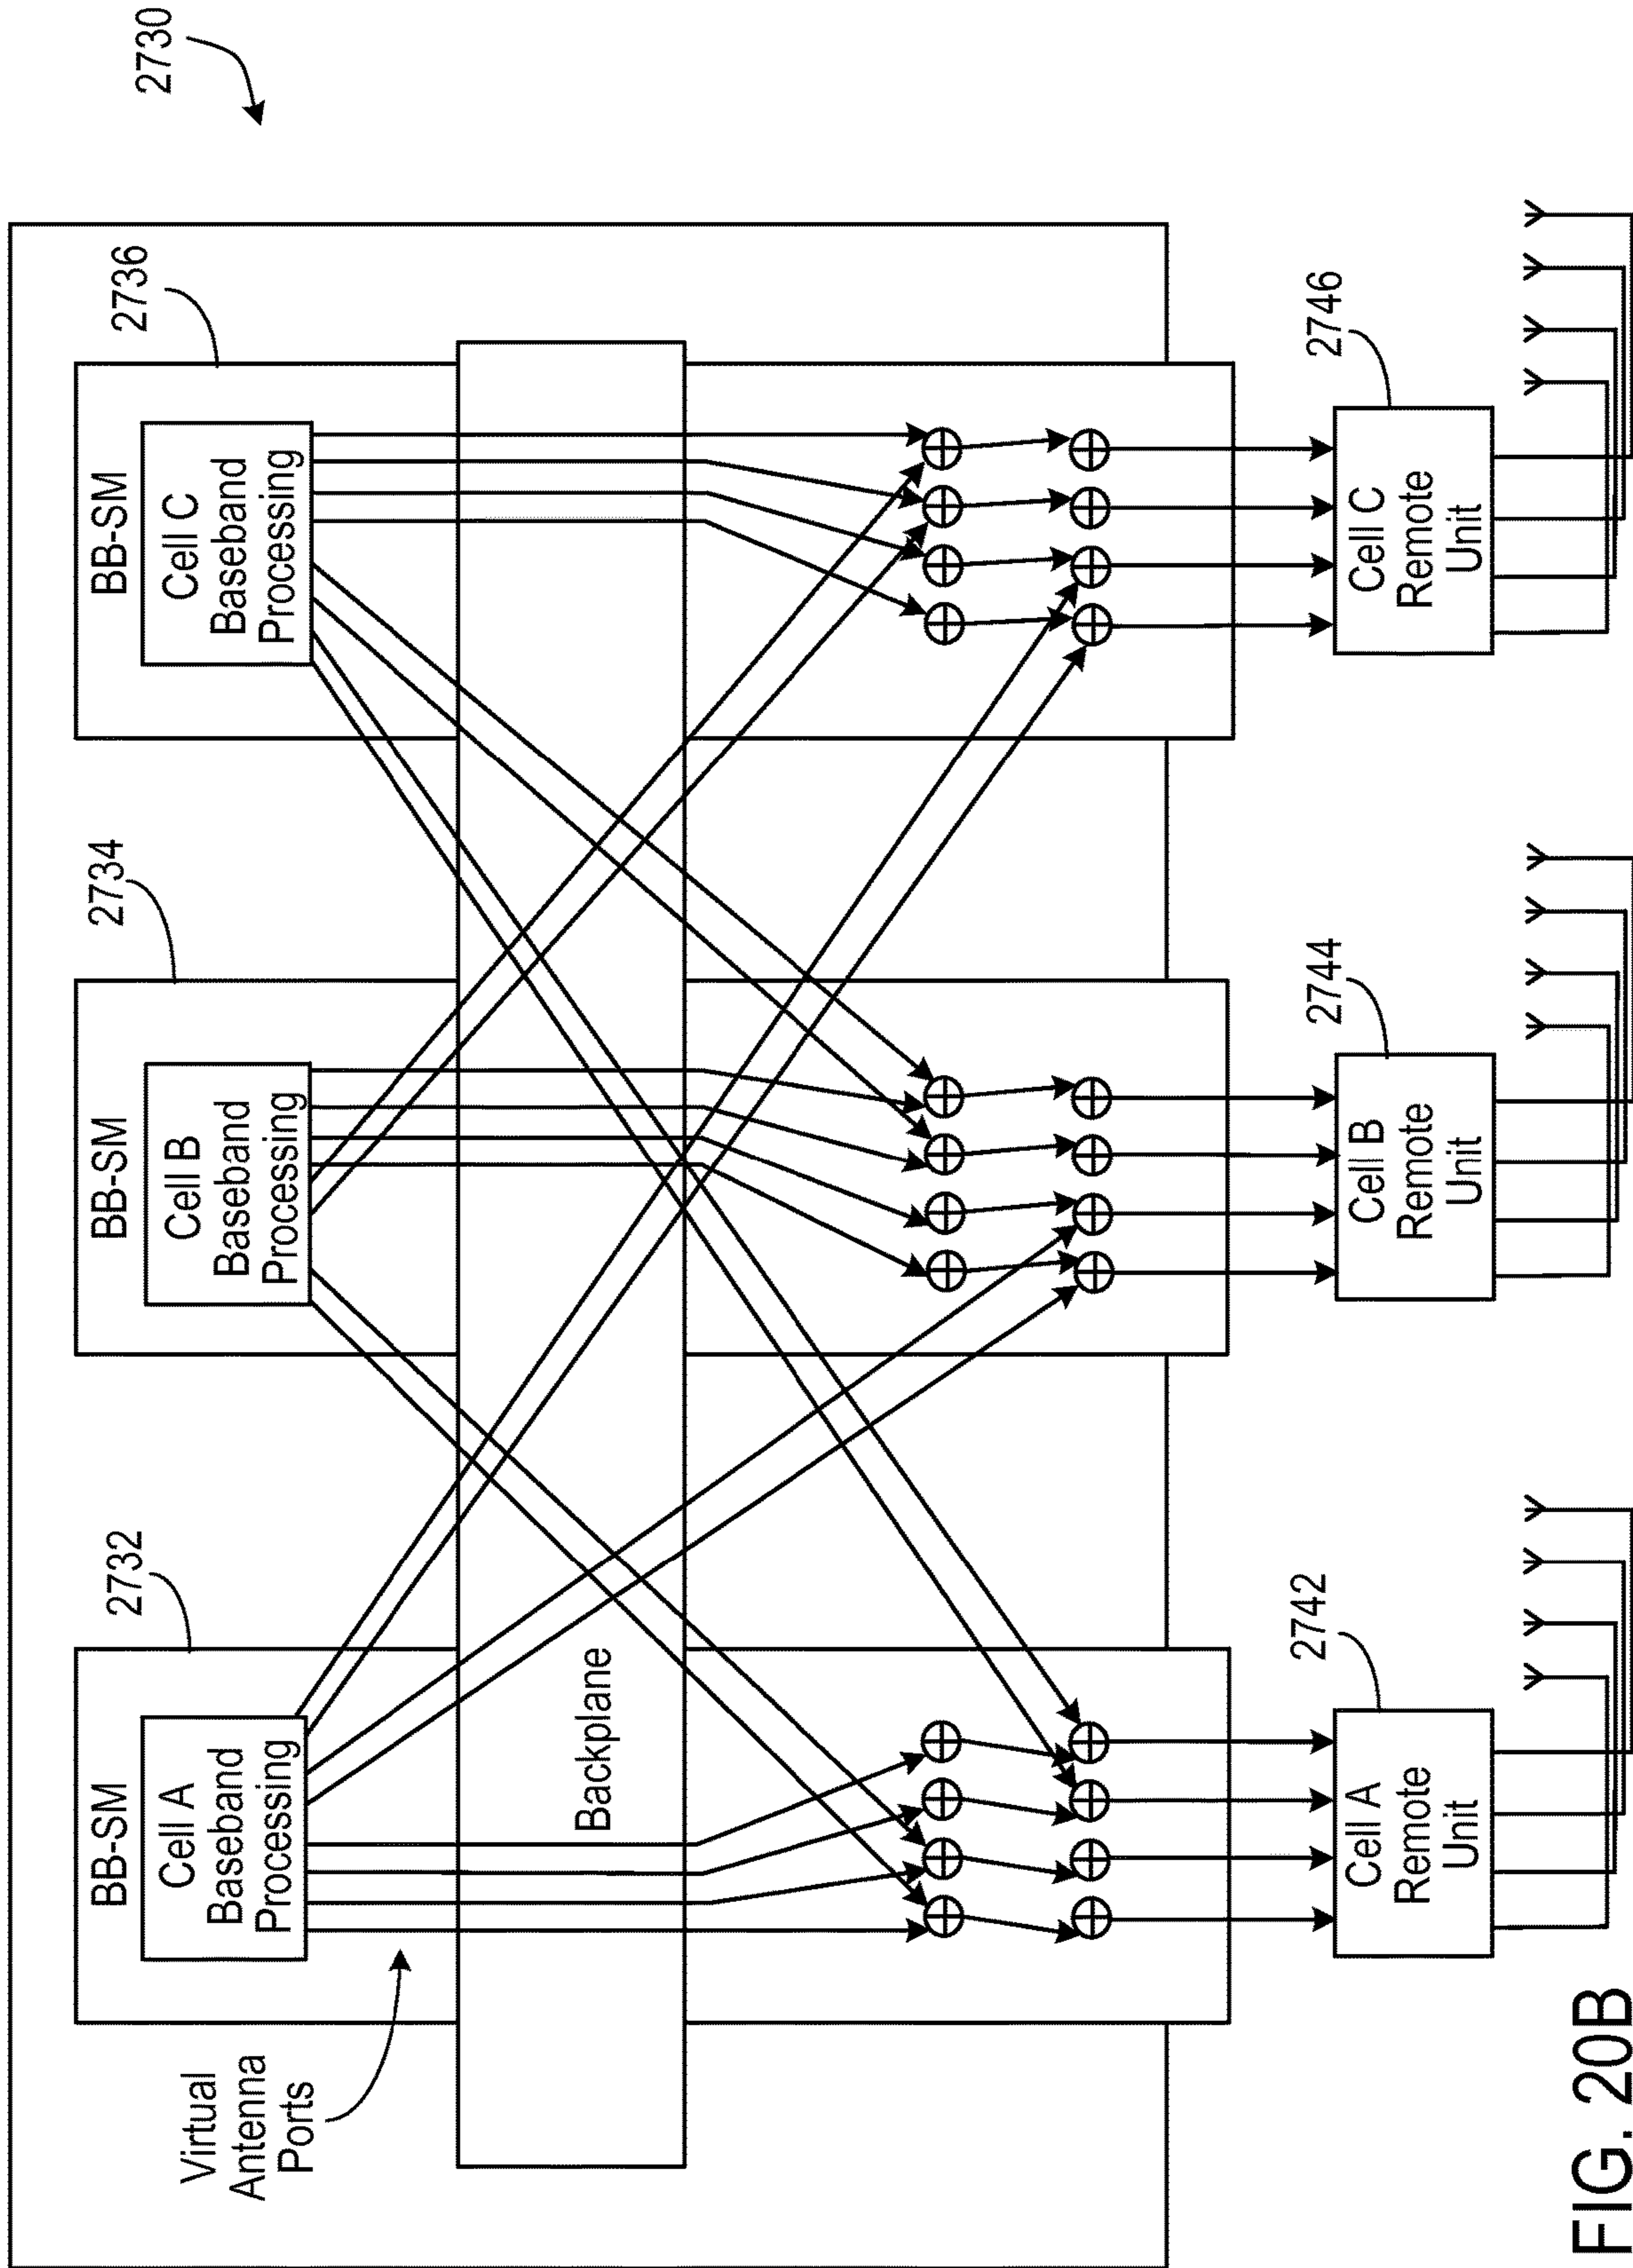 2730
2732
2734
2736
BB-SM
Cell A
Baseband
Processing
BB-SM
Cell B
Baseband
Processing
BB-SM
Cell C
Baseband
Processing
Virtual
Antenna
Ports
Backplane
2742
2744
2746
Cell A
Remote
Unit
Cell B
Remote
Unit
Cell C
Remote
Unit
FIG. 20B